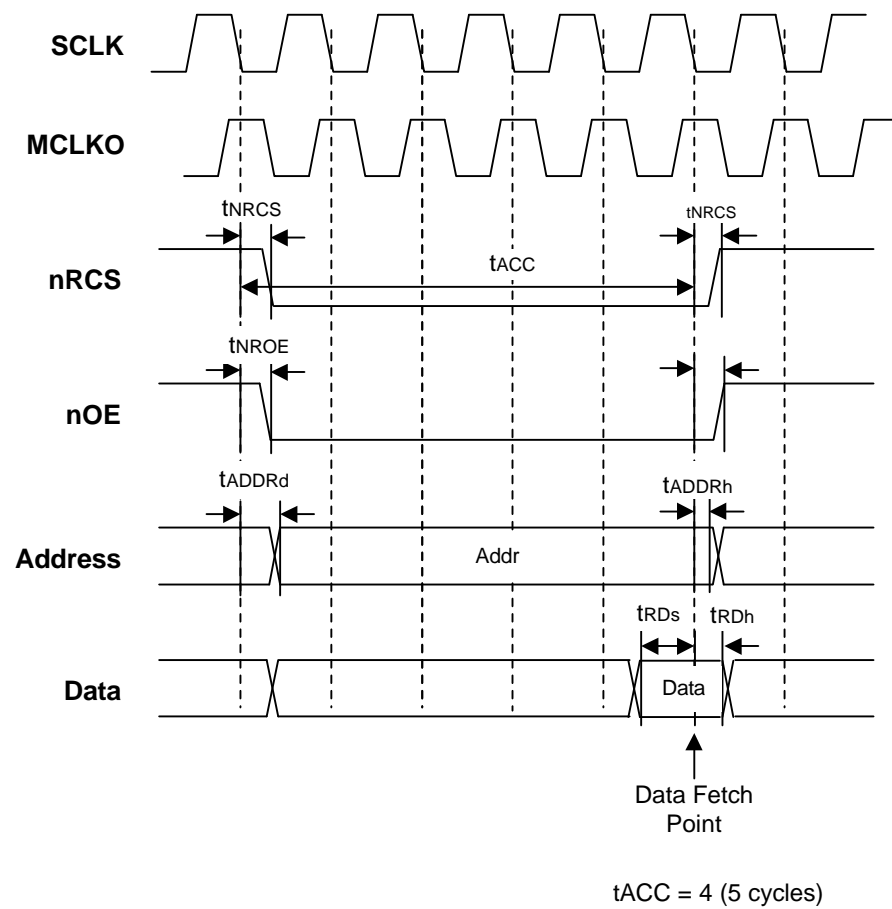 SCLK
MCLKO
tNRCS
tNRCS
nRCS
tACC
tNROE
nOE
tADDRd
tADDRh
Address
Addr
tRDs
tRDh
Data
Data
Data Fetch
Point
tACC = 4 (5 cycles)